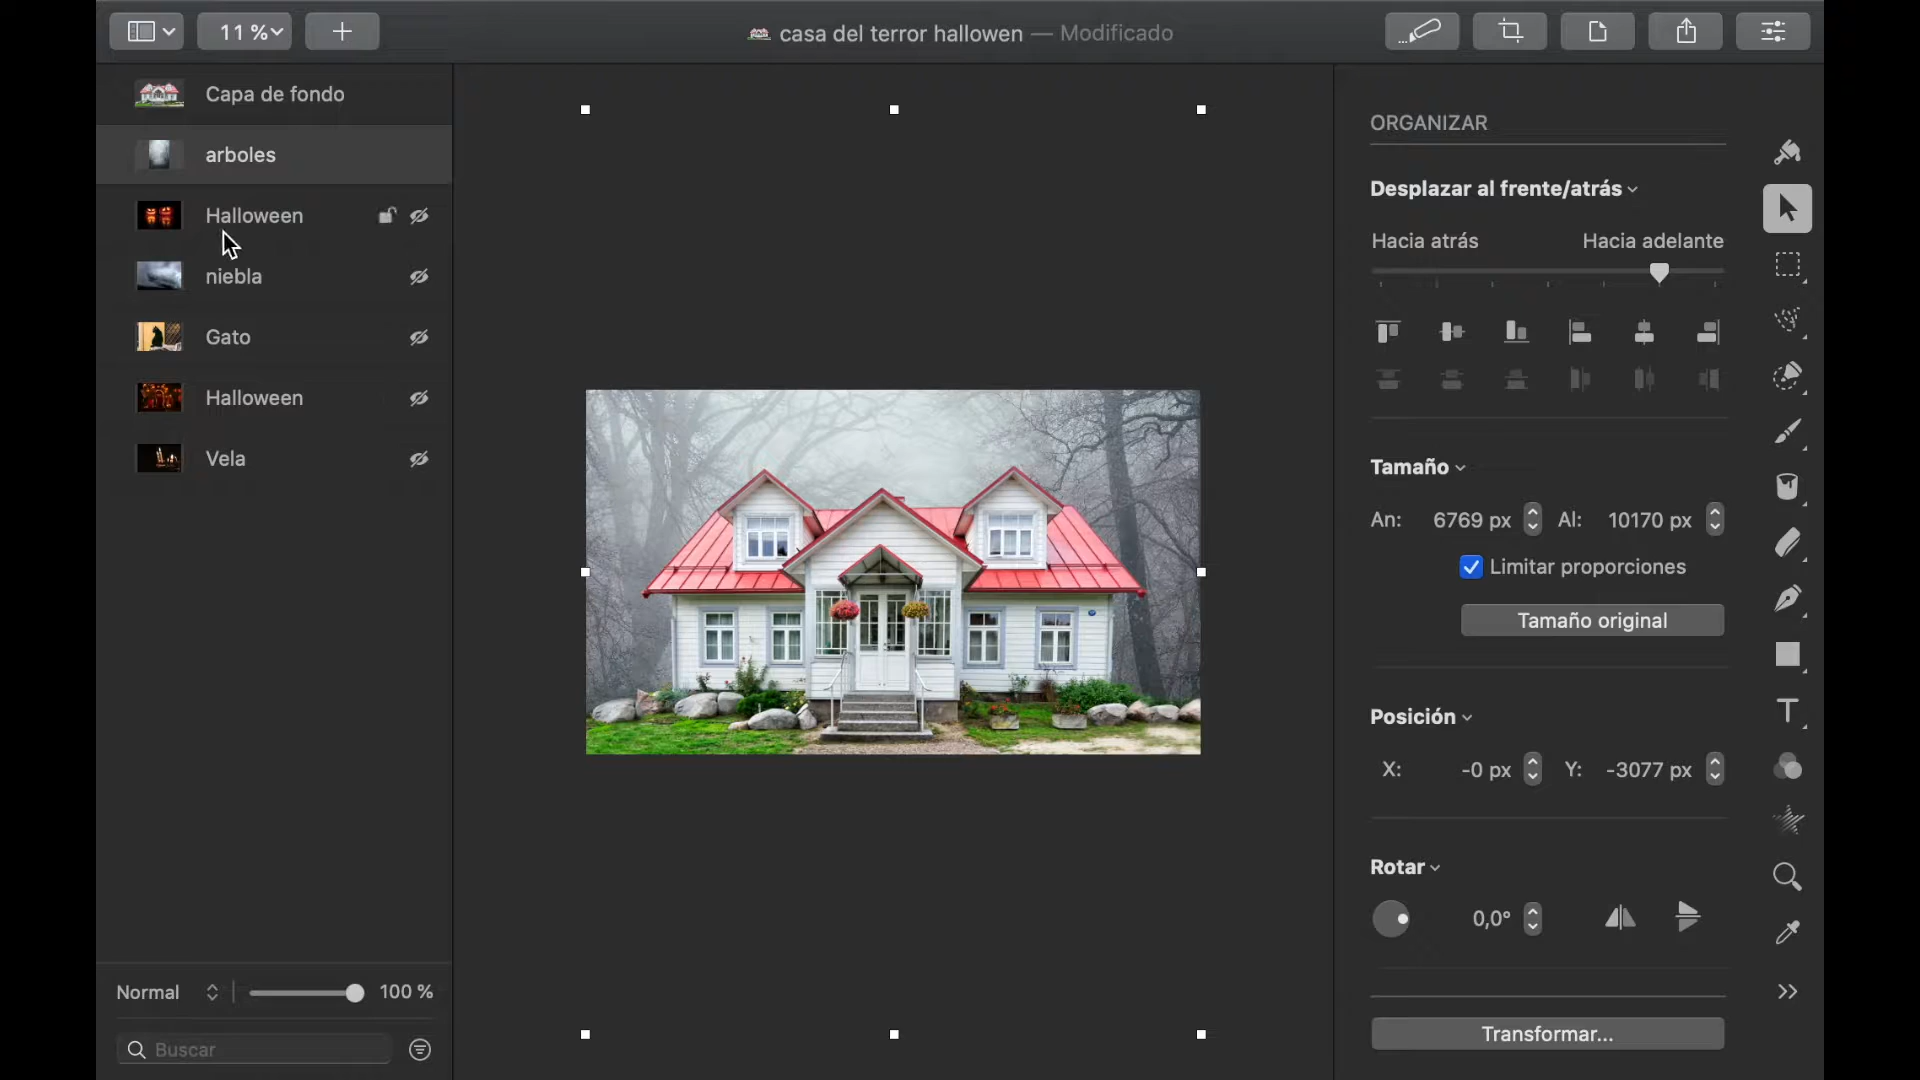 11 %
casa del terror hallowen — Modificado
Capa de fondo
arboles
Halloween
niebla
Gato
Halloween
Vela
Normal
100 %
Buscar
ORGANIZAR
Desplazar al frente/atrás
Hacia atrás
Hacia adelante
Tamaño
An: 6769 px Al: 10170 px
Limitar proporciones
Tamaño original
Posición
X: -0 px Y: -3077 px
Rotar
0,0°
Transformar...